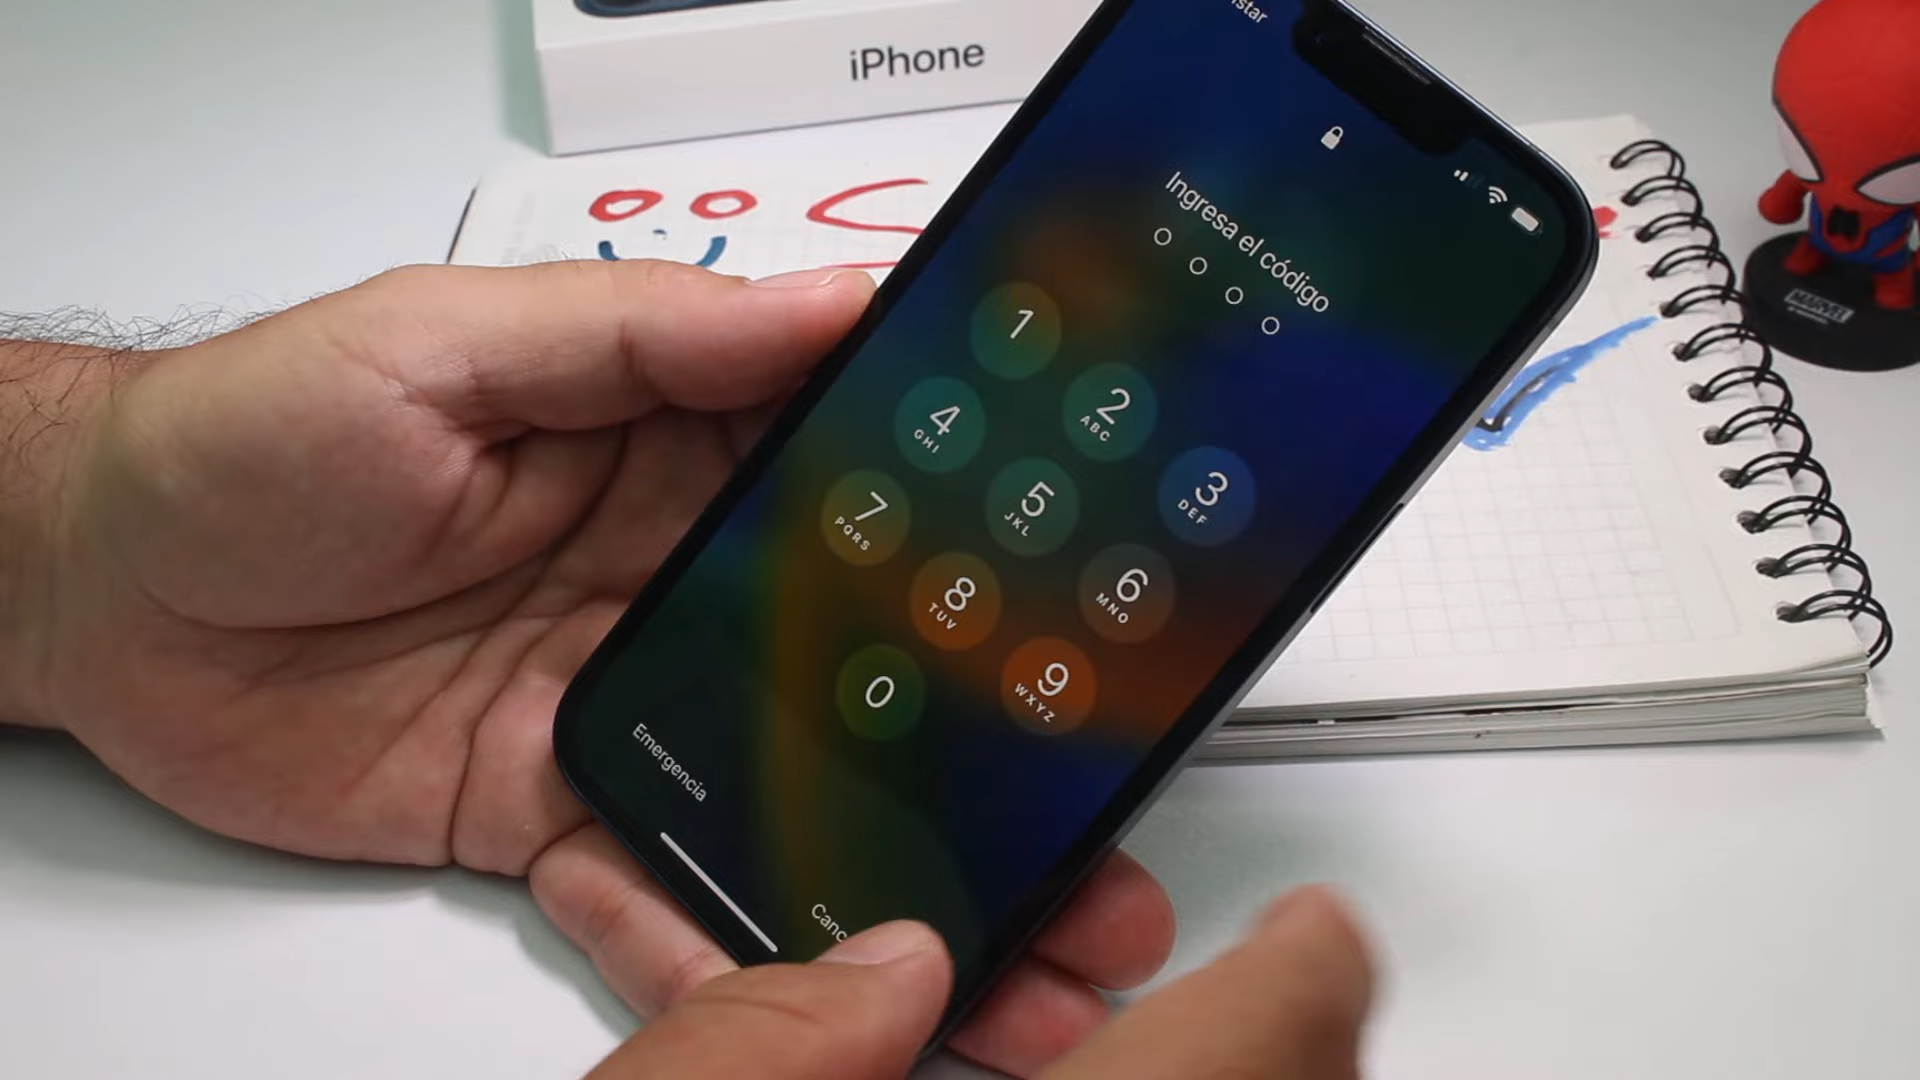 iPhone
Ingresa el código
1
2
ABC
3
DEF
4
GHI
5
JKL
6
MNO
7
PQRS
8
TUV
9
WXYZ
0
Emergencia
MARVEL